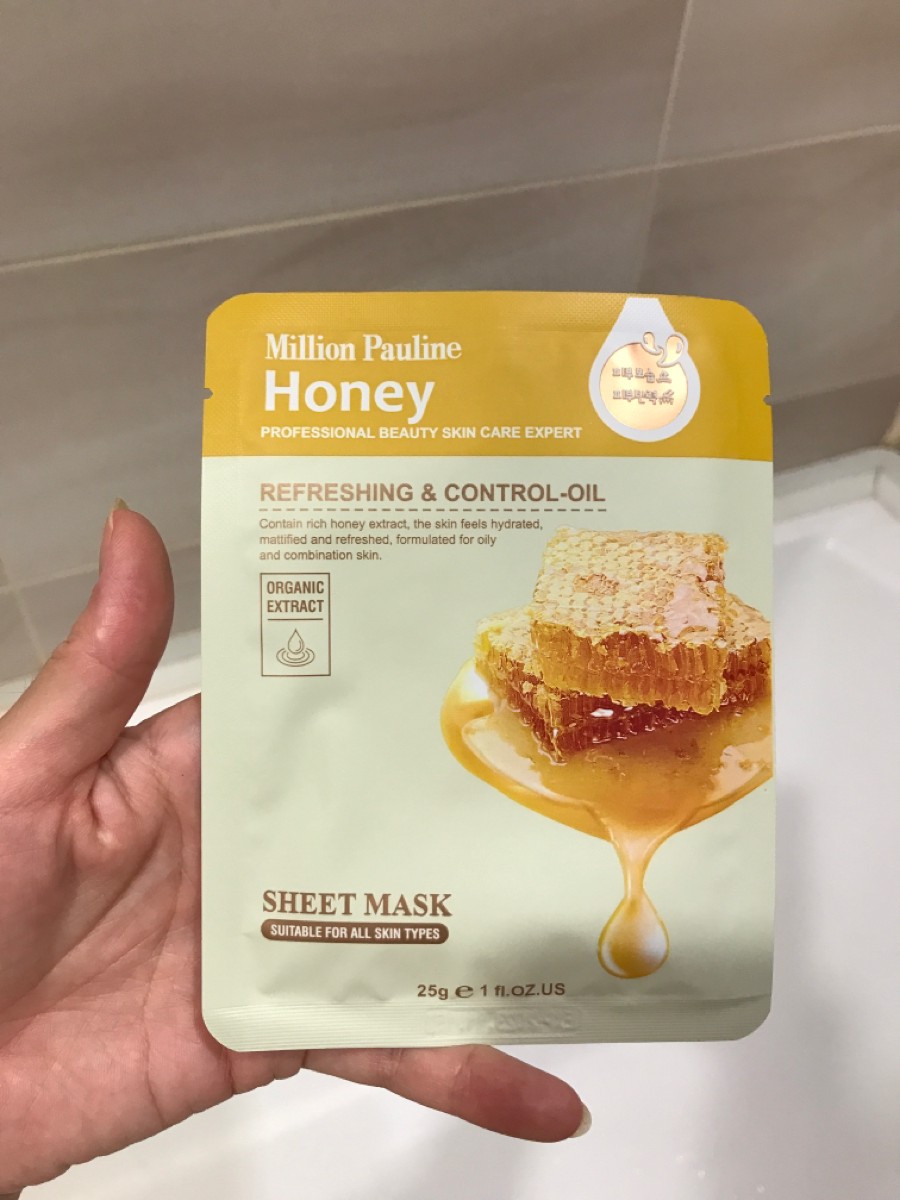 Million Pauline
Honey
PROFESSIONAL BEAUTY SKIN CARE EXPERT
REFRESHING & CONTROL-OIL
Contain rich honey extract, the skin feels hydrated,
mattified and refreshed, formulated for oily
and combination skin.
ORGANIC
EXTRACT
SHEET MASK
SUITABLE FOR ALL SKIN TYPES
25g ℮ 1 fl.oZ.US